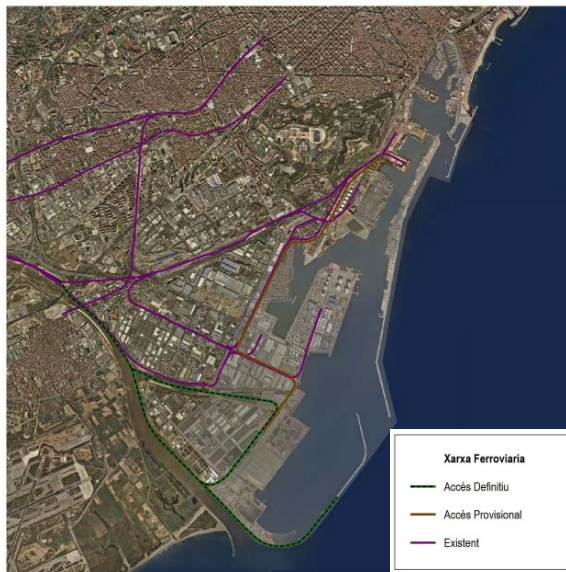 Xarxa Ferroviaria
Accés Definitiu
Accés Provisional
Existent